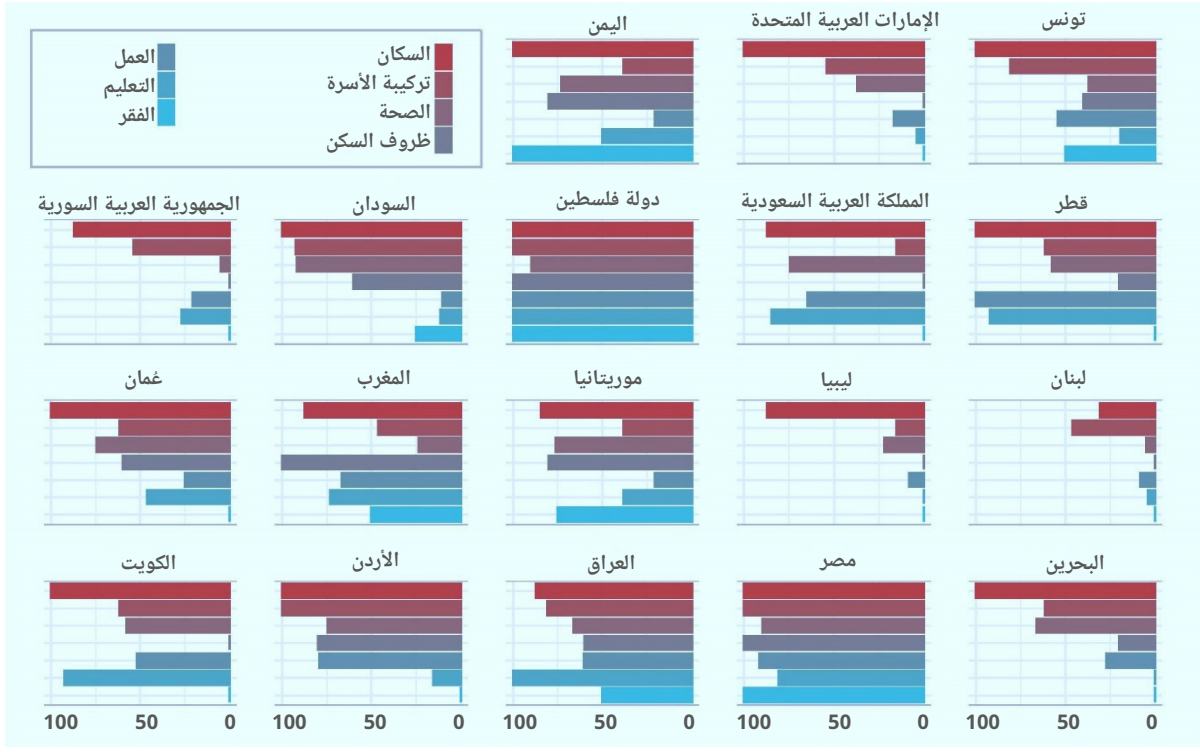 السكان
تركيبة الأسرة
الصحة
ظروف السكن
العمل
التعليم
الفقر
تونس
الإمارات العربية المتحدة
اليمن
قطر
المملكة العربية السعودية
دولة فلسطين
السودان
الجمهورية العربية السورية
لبنان
ليبيا
موريتانيا
المغرب
عُمان
البحرين
مصر
العراق
الأردن
الكويت
100 50 0
100 50 0
100 50 0
100 50 0
100 50 0